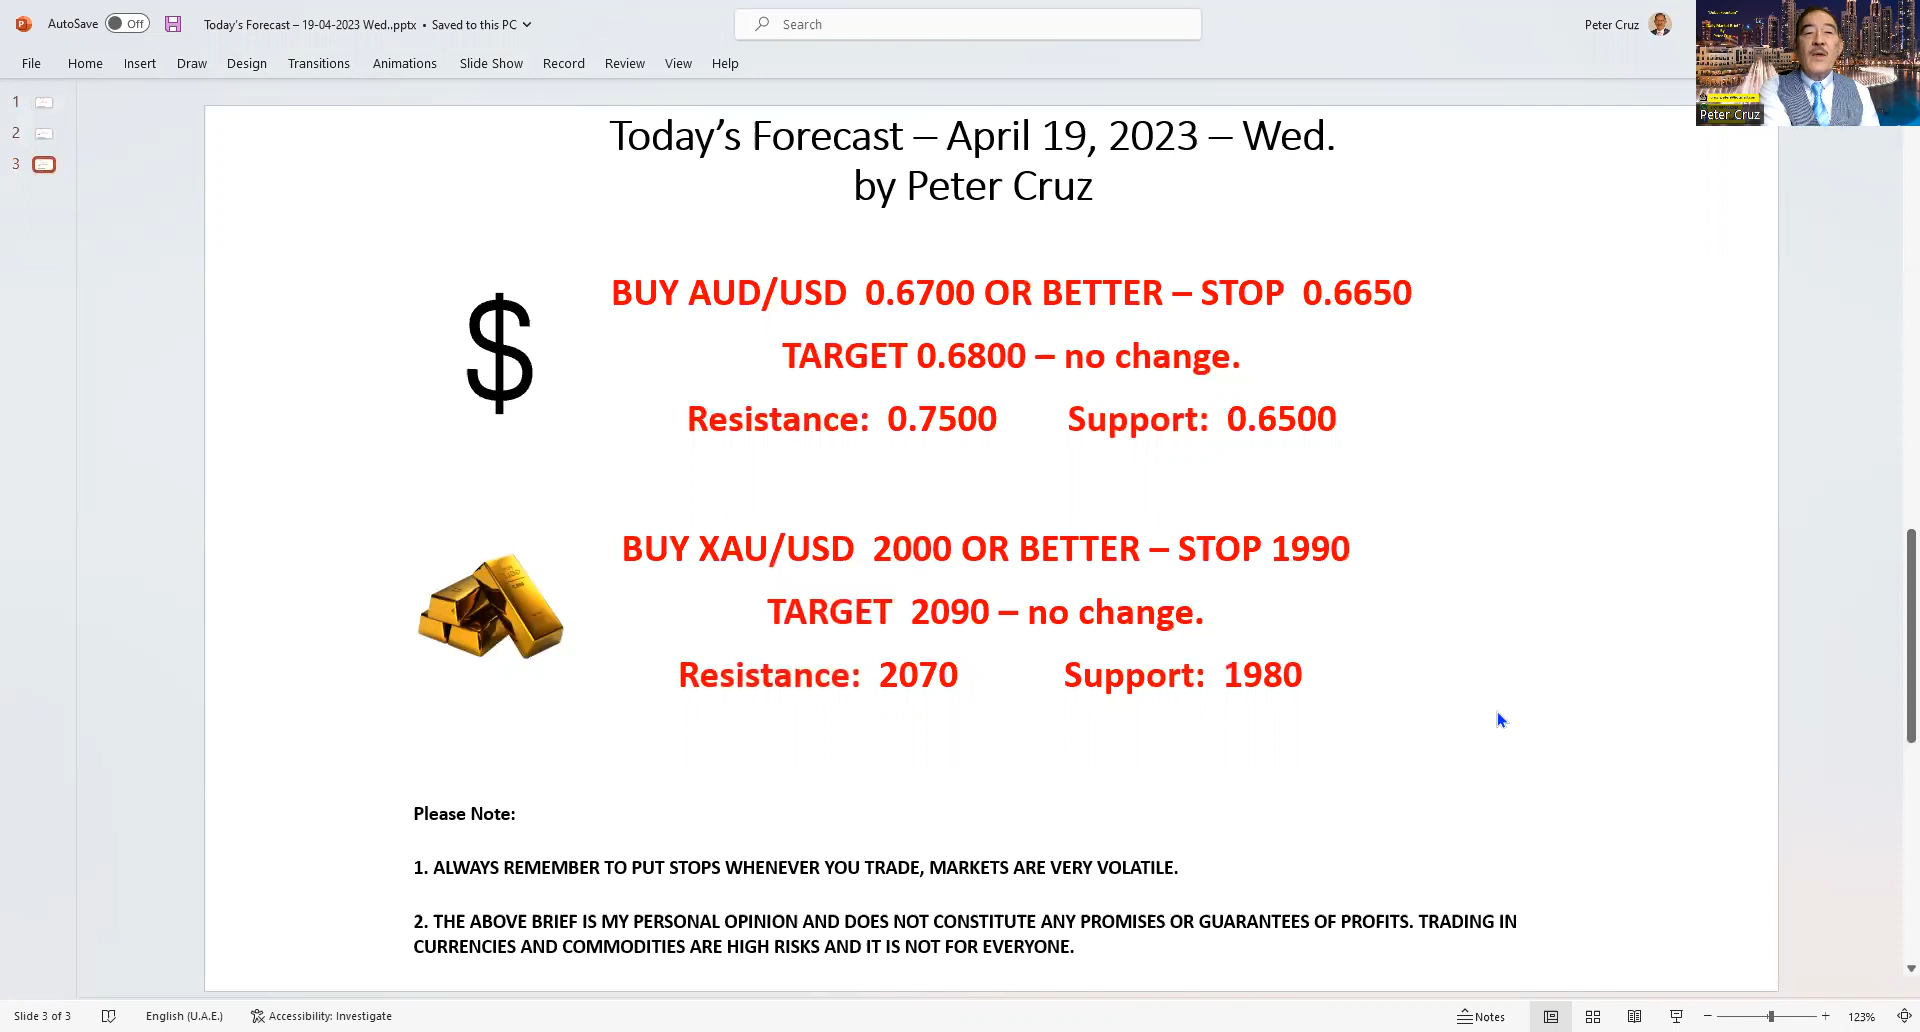 AutoSave Off Today's Forecast – 19-04-2023 Wed..pptx • Saved to this PC Search Peter Cruz
File Home Insert Draw Design Transitions Animations Slide Show Record Review View Help
Peter Cruz
1
2
3
Today’s Forecast – April 19, 2023 – Wed.
by Peter Cruz
$
BUY AUD/USD 0.6700 OR BETTER – STOP 0.6650
TARGET 0.6800 – no change.
Resistance: 0.7500 Support: 0.6500
BUY XAU/USD 2000 OR BETTER – STOP 1990
TARGET 2090 – no change.
Resistance: 2070 Support: 1980
Please Note:
1. ALWAYS REMEMBER TO PUT STOPS WHENEVER YOU TRADE, MARKETS ARE VERY VOLATILE.
2. THE ABOVE BRIEF IS MY PERSONAL OPINION AND DOES NOT CONSTITUTE ANY PROMISES OR GUARANTEES OF PROFITS. TRADING IN
CURRENCIES AND COMMODITIES ARE HIGH RISKS AND IT IS NOT FOR EVERYONE.
Slide 3 of 3 English (U.A.E.) Accessibility: Investigate Notes 123%